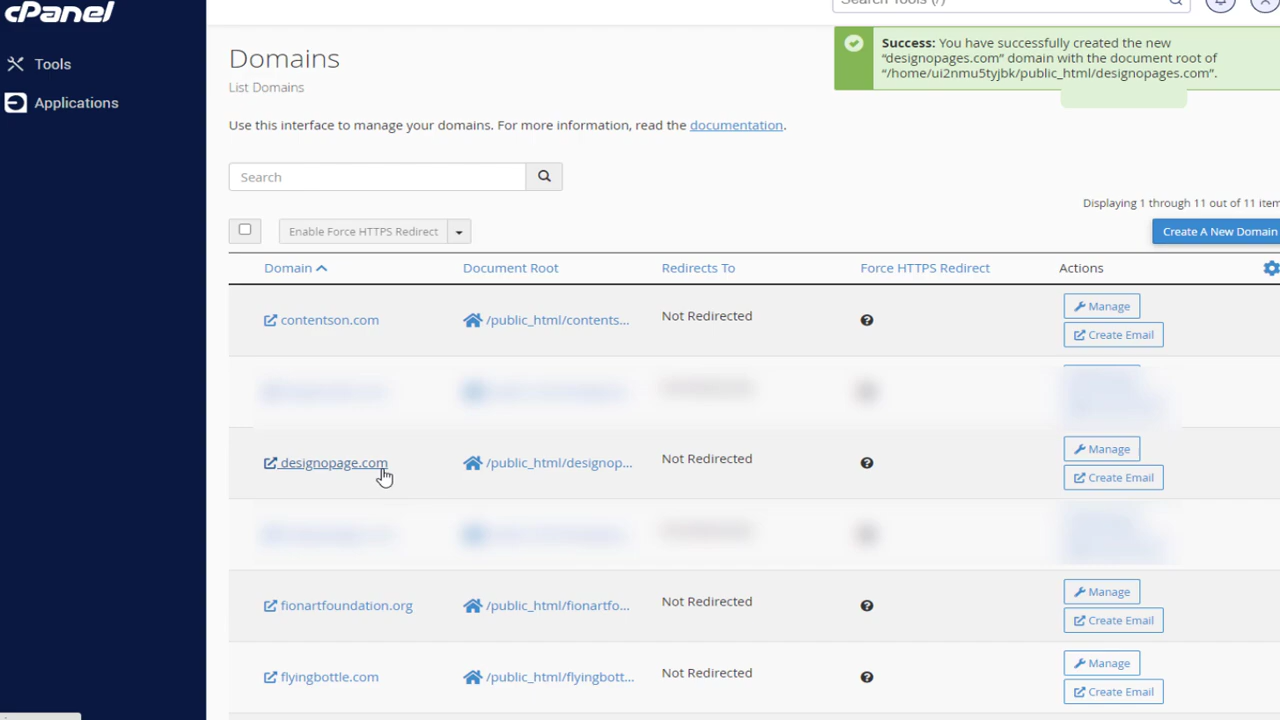 cPanel
Search Tools (/)
Tools
Applications
Domains
List Domains
Success: You have successfully created the new
"designopages.com" domain with the document root of
"/home/ui2nmu5tyjbk/public_html/designopages.com".
Use this interface to manage your domains. For more information, read the documentation.
Search
Displaying 1 through 11 out of 11 item
Enable Force HTTPS Redirect
Create A New Domain
Domain Document Root Redirects To Force HTTPS Redirect Actions
contentson.com /public_html/contents... Not Redirected Manage
Create Email
designopage.com /public_html/designop... Not Redirected Manage
Create Email
fionartfoundation.org /public_html/fionartfo... Not Redirected Manage
Create Email
flyingbottle.com /public_html/flyingbott... Not Redirected Manage
Create Email